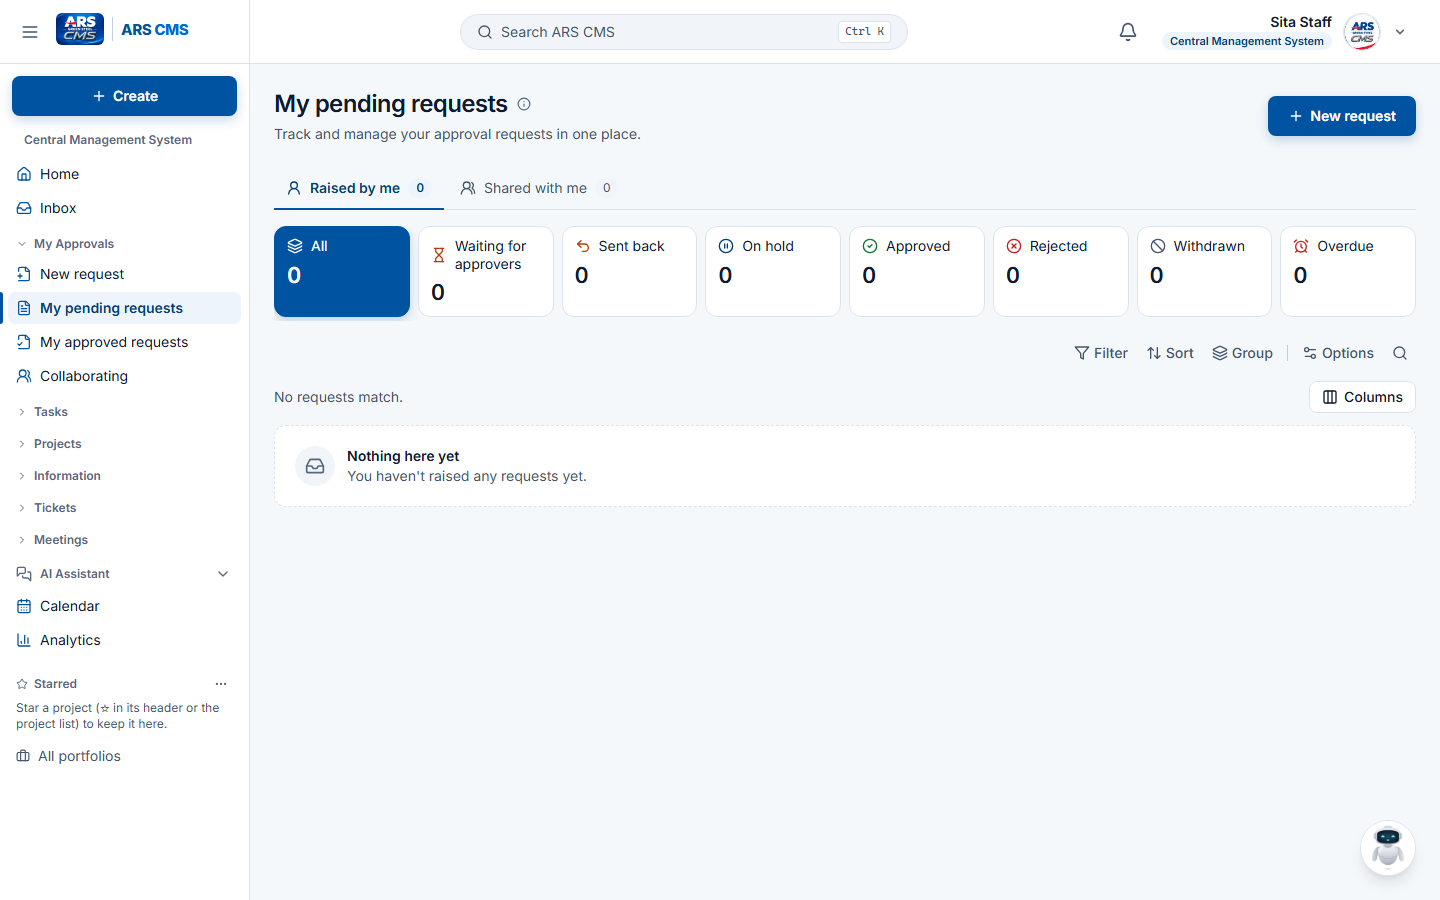 ARS
GREEN STEEL
CMS
ARS CMS
Search ARS CMS
Ctrl K
Sita Staff
Central Management System
ARS
CMS
Create
Central Management System
Home
Inbox
My Approvals
New request
My pending requests
My approved requests
Collaborating
Tasks
Projects
Information
Tickets
Meetings
AI Assistant
Calendar
Analytics
Starred
Star a project (☆ in its header or the
project list) to keep it here.
All portfolios
My pending requests
Track and manage your approval requests in one place.
New request
Raised by me 0
Shared with me 0
All
0
Waiting for
approvers
0
Sent back
0
On hold
0
Approved
0
Rejected
0
Withdrawn
0
Overdue
0
Filter
Sort
Group
Options
No requests match.
Columns
Nothing here yet
You haven't raised any requests yet.